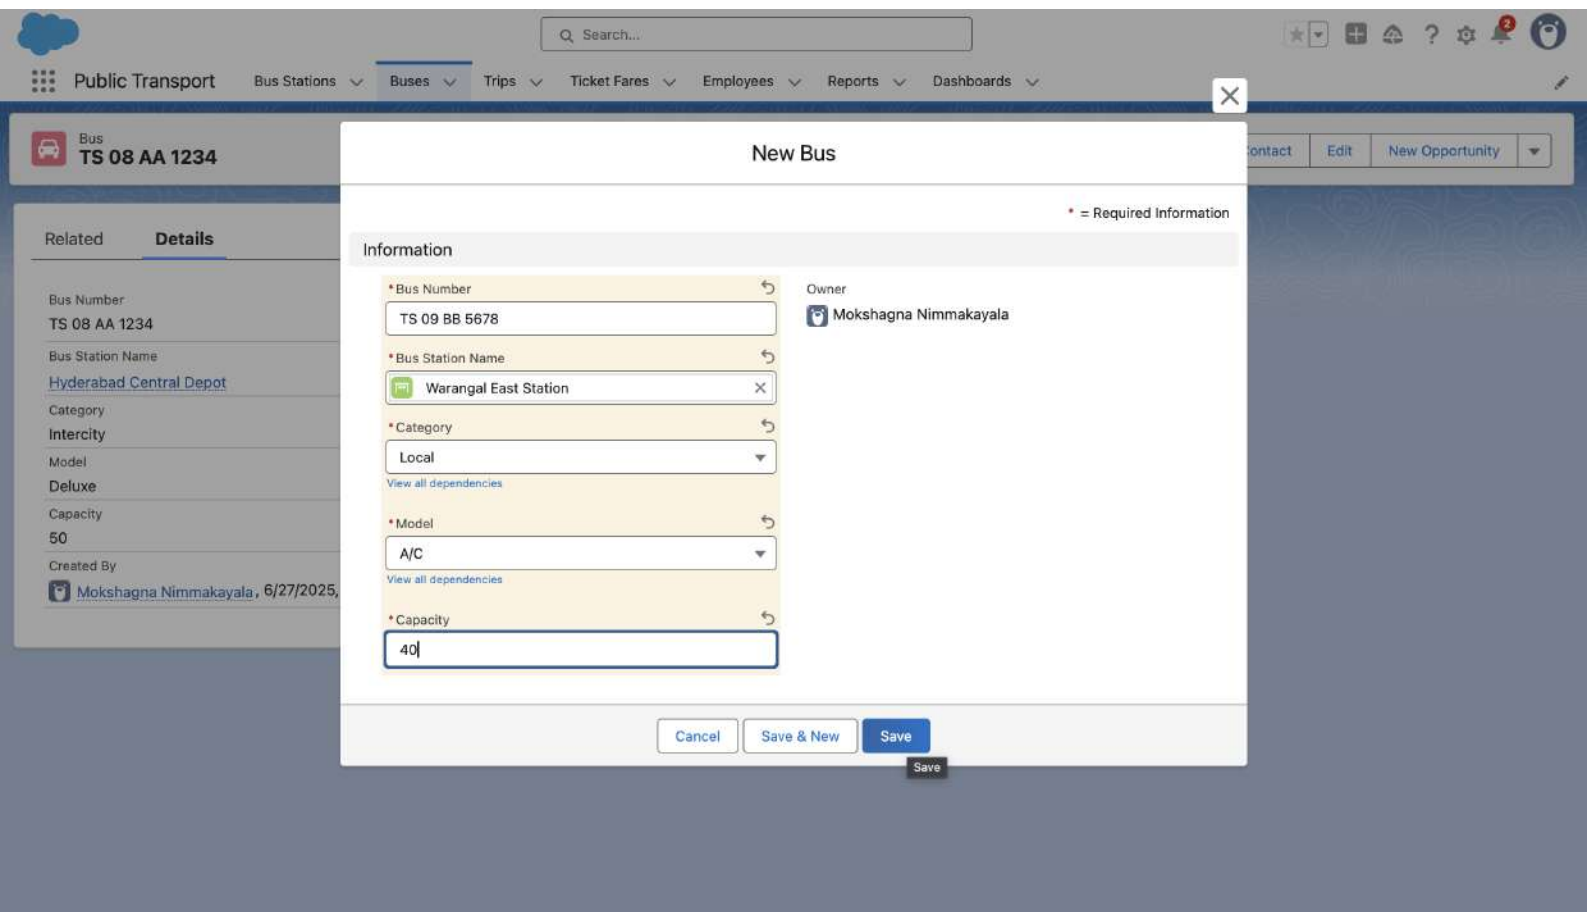 Search...
2
Public Transport
Bus Stations
Buses
Trips
Ticket Fares
Employees
Reports
Dashboards
Bus
TS 08 AA 1234
ontact
Edit
New Opportunity
Related
Details
Bus Number
TS 08 AA 1234
Bus Station Name
Hyderabad Central Depot
Category
Intercity
Model
Deluxe
Capacity
50
Created By
Mokshagna Nimmakayala, 6/27/2025,
New Bus
* = Required Information
Information
*Bus Number
TS 09 BB 5678
*Bus Station Name
Warangal East Station
*Category
Local
View all dependencies
*Model
A/C
View all dependencies
*Capacity
40
Owner
Mokshagna Nimmakayala
Cancel
Save & New
Save
Save